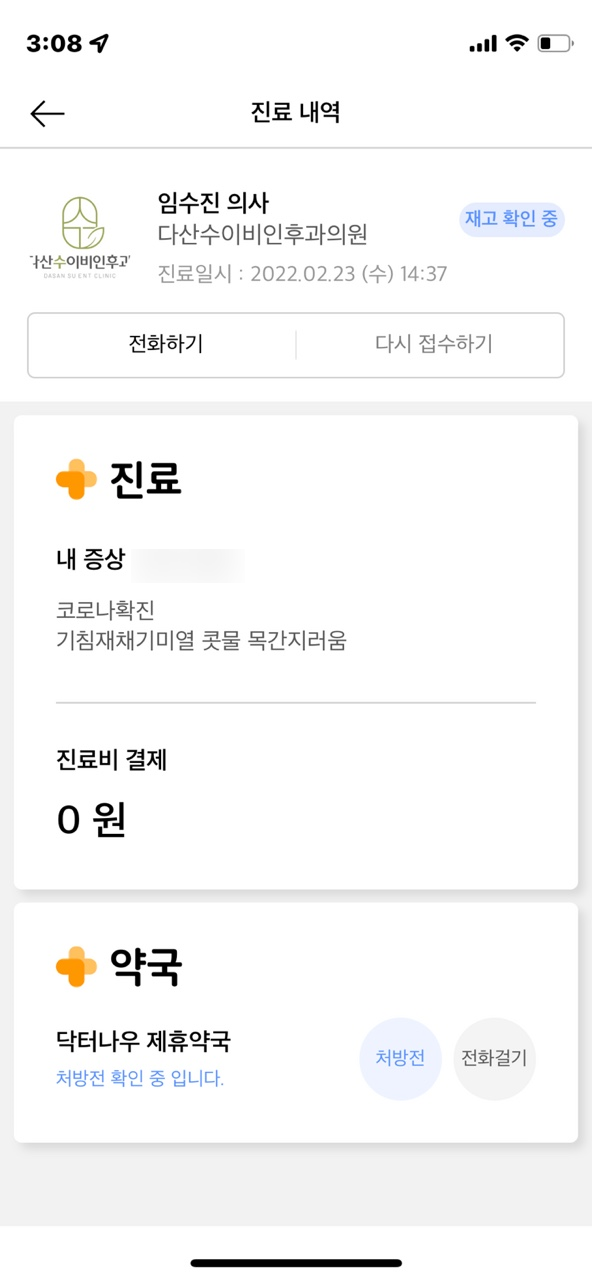 3:08
진료 내역
임수진 의사
재고 확인 중
다산수이비인후과의원
다산수이비인후과
DASAN SU ENT CLINIC
진료일시 : 2022.02.23 (수) 14:37
전화하기
다시 접수하기
진료
내 증상
코로나확진
기침재채기미열 콧물 목간지러움
진료비 결제
0 원
약국
닥터나우 제휴약국
처방전 확인 중 입니다.
처방전
전화걸기